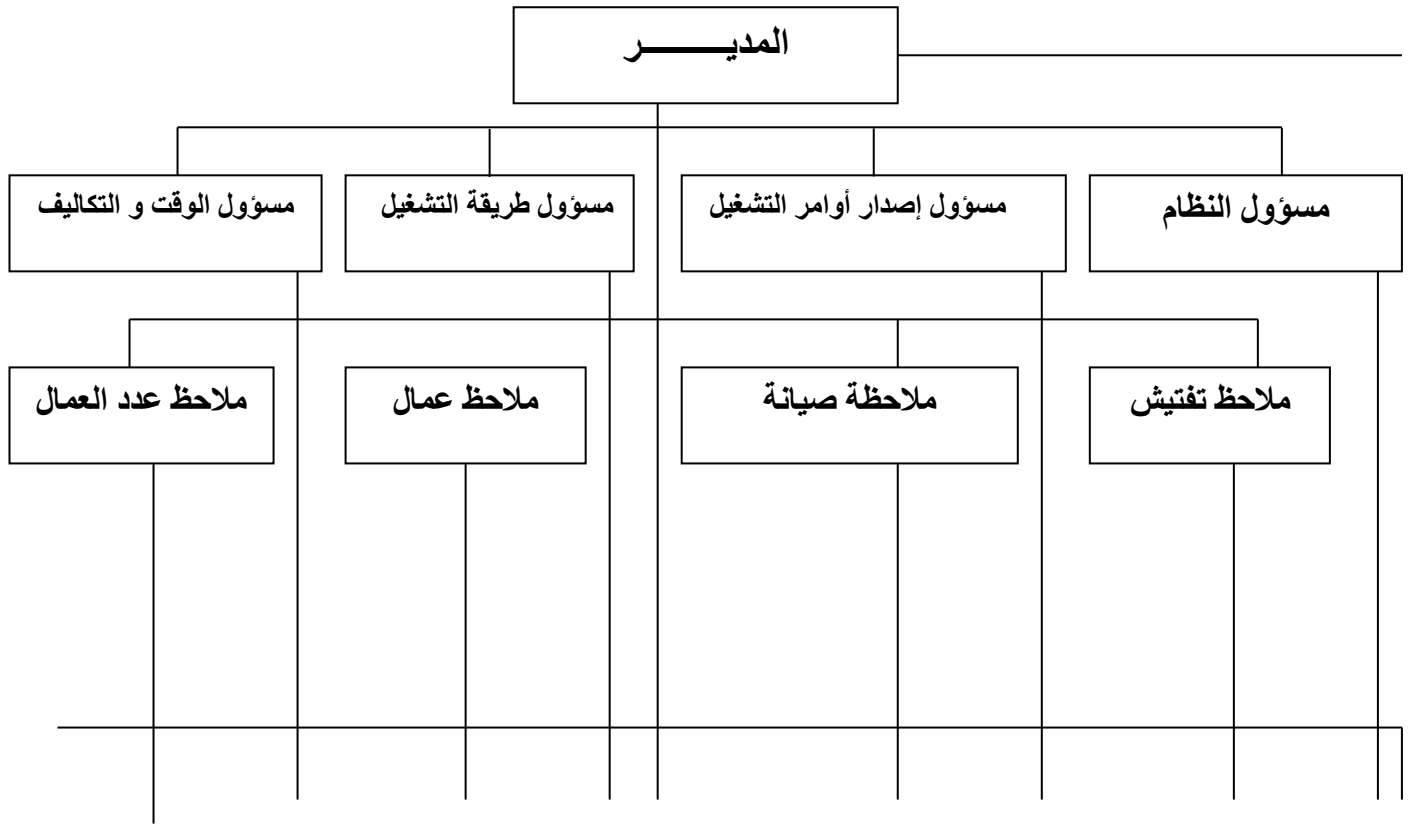 المديــــــــر
مسؤول النظام
مسؤول إصدار أوامر التشغيل
مسؤول طريقة التشغيل
مسؤول الوقت و التكاليف
ملاحظ تفتيش
ملاحظة صيانة
ملاحظ عمال
ملاحظ عدد العمال